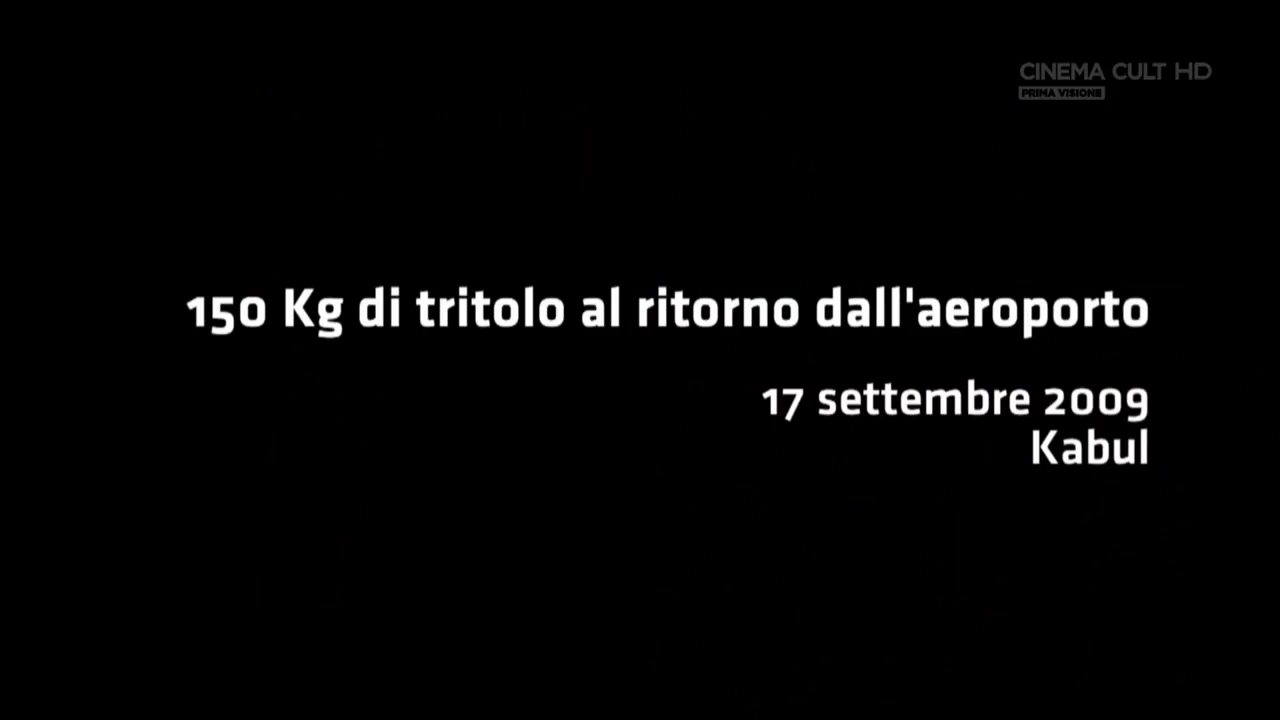 CINEMA CULT HD
PRIMA VISIONE
150 Kg di tritolo al ritorno dall'aeroporto
17 settembre 2009
Kabul